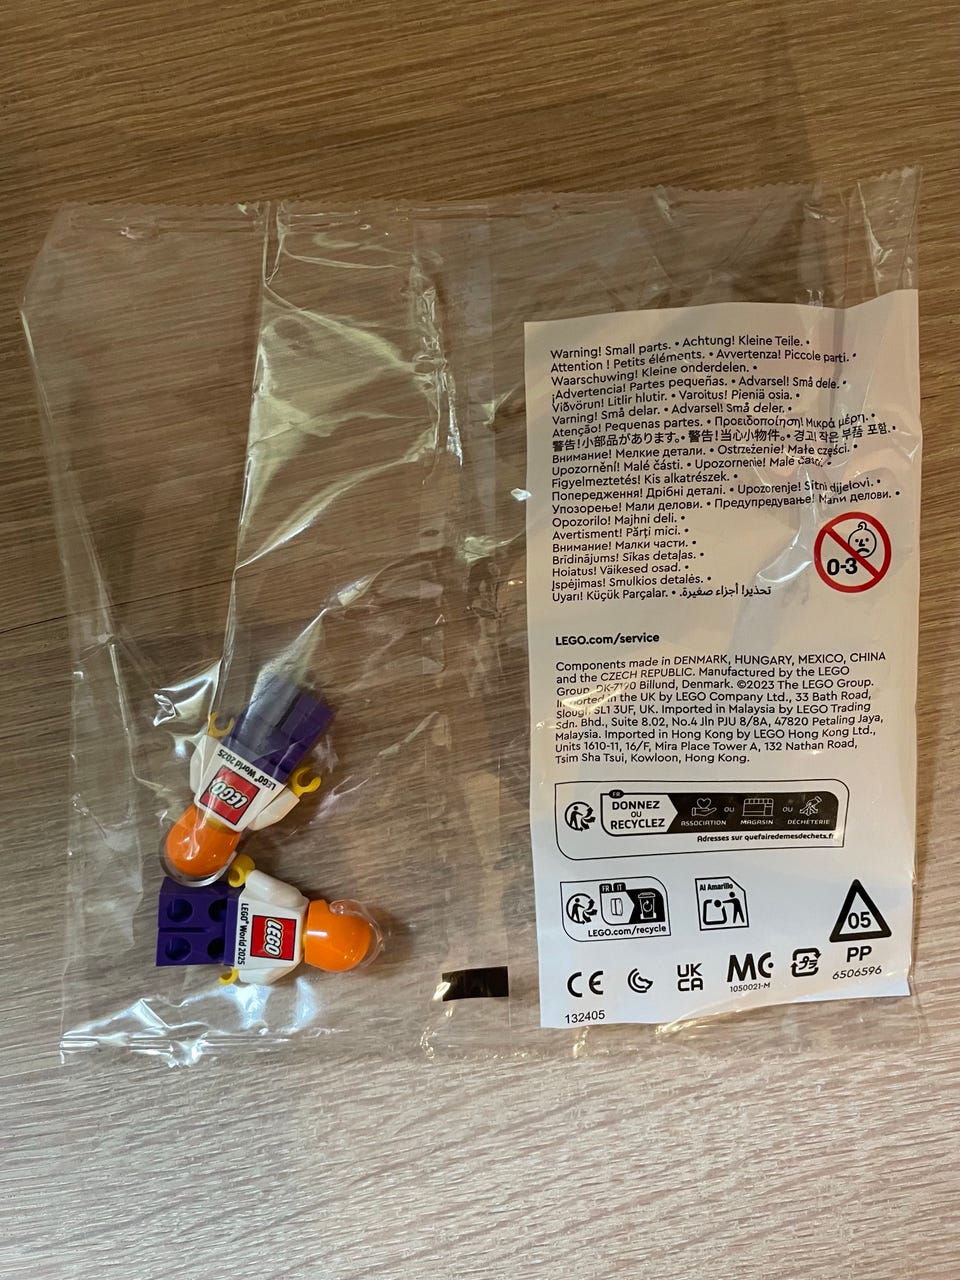 Warning! Small parts. • Achtung! Kleine Teile. •
Attention ! Petits éléments. • Avvertenza! Piccole parti. •
Waarschuwing! Kleine onderdelen. •
¡Advertencia! Partes pequeñas. • Advarsel! Små dele. •
Viðvörun! Litlir hlutir. • Varoitus! Pieniä osia. •
Varning! Små delar. • Advarsel! Små deler. •
Atenção! Pequenas partes. • Προειδοποίηση! Μικρά μέρη. •
警告!小部品があります。• 警告!当心小物件。• 경고! 작은 부품 포함. •
Внимание! Мелкие детали. • Ostrzeżenie! Małe części. •
Upozornění! Malé části. • Upozornenie! Malé časti. •
Figyelmeztetés! Kis alkatrészek. •
Попередження! Дрібні деталі. • Upozorenje! Sitni dijelovi. •
Упозорење! Мали делови. • Предупредување! Мали делови. •
Opozorilo! Majhni deli. •
Avertisment! Părți mici. •
Внимание! Малки части. •
Brīdinājums! Sīkas detaļas. •
Hoiatus! Väikesed osad. •
Įspėjimas! Smulkios detalės. •
Uyarı! Küçük Parçalar. • تحذير! أجزاء صغيرة.
0-3
LEGO.com/service
Components made in DENMARK, HUNGARY, MEXICO, CHINA
and the CZECH REPUBLIC. Manufactured by the LEGO
Group, DK-7190 Billund, Denmark. ©2023 The LEGO Group.
Imported in the UK by LEGO Company Ltd., 33 Bath Road,
Slough SL1 3UF, UK. Imported in Malaysia by LEGO Trading
Sdn. Bhd., Suite 8.02, No.4 Jln PJU 8/8A, 47820 Petaling Jaya,
Malaysia. Imported in Hong Kong by LEGO Hong Kong Ltd.,
Units 1610-11, 16/F, Mira Place Tower A, 132 Nathan Road,
Tsim Sha Tsui, Kowloon, Hong Kong.
FR
DONNEZ
OU
RECYCLEZ
ASSOCIATION OU MAGASIN OU DÉCHÈTERIE
Adresses sur quefairedemesdechets.fr
FR IT
LEGO.com/recycle
Al Amarillo
05
PP
6506596
CE
UK
CA
MC
1050021-M
プラ
132405
LEGO® World 2025
LEGO
LEGO® World 2025
LEGO